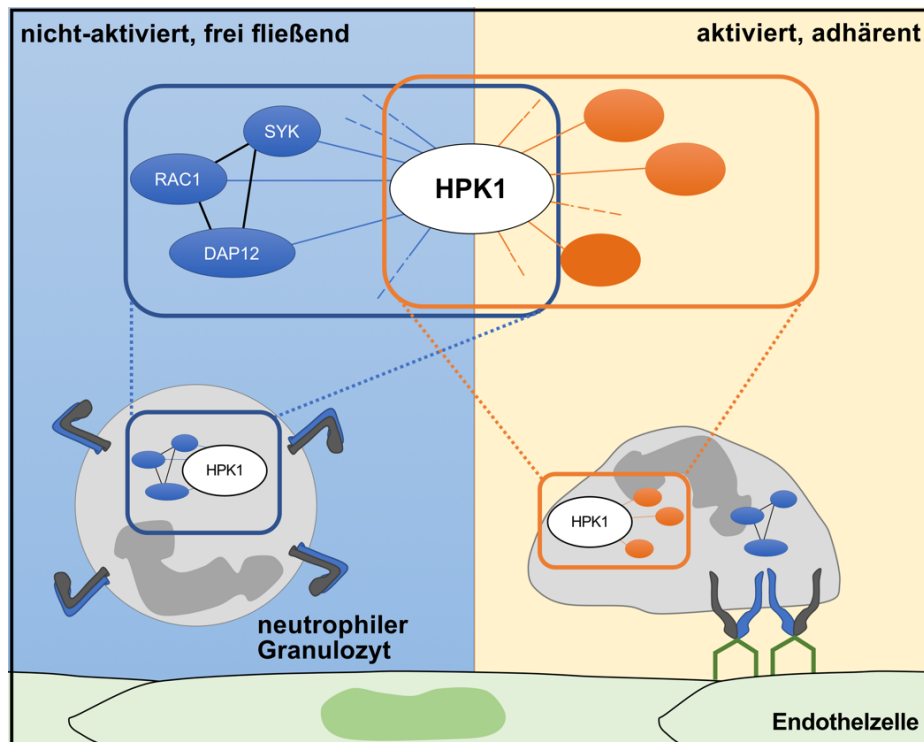 nicht-aktiviert, frei fließend
aktiviert, adhärent
SYK
RAC1
HPK1
DAP12
HPK1
HPK1
neutrophiler
Granulozyt
Endothelzelle